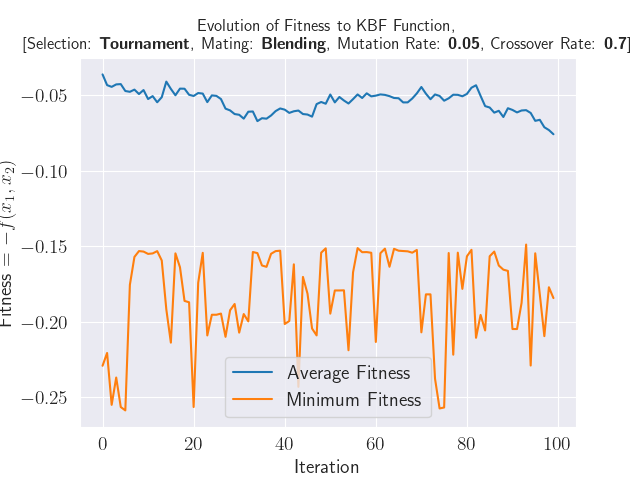 Evolution of Fitness to KBF Function,
[Selection: Tournament, Mating: Blending, Mutation Rate: 0.05, Crossover Rate: 0.7]
Fitness = −f(x₁, x₂)
−0.05
−0.10
−0.15
−0.20
−0.25
Average Fitness
Minimum Fitness
0
20
40
60
80
100
Iteration